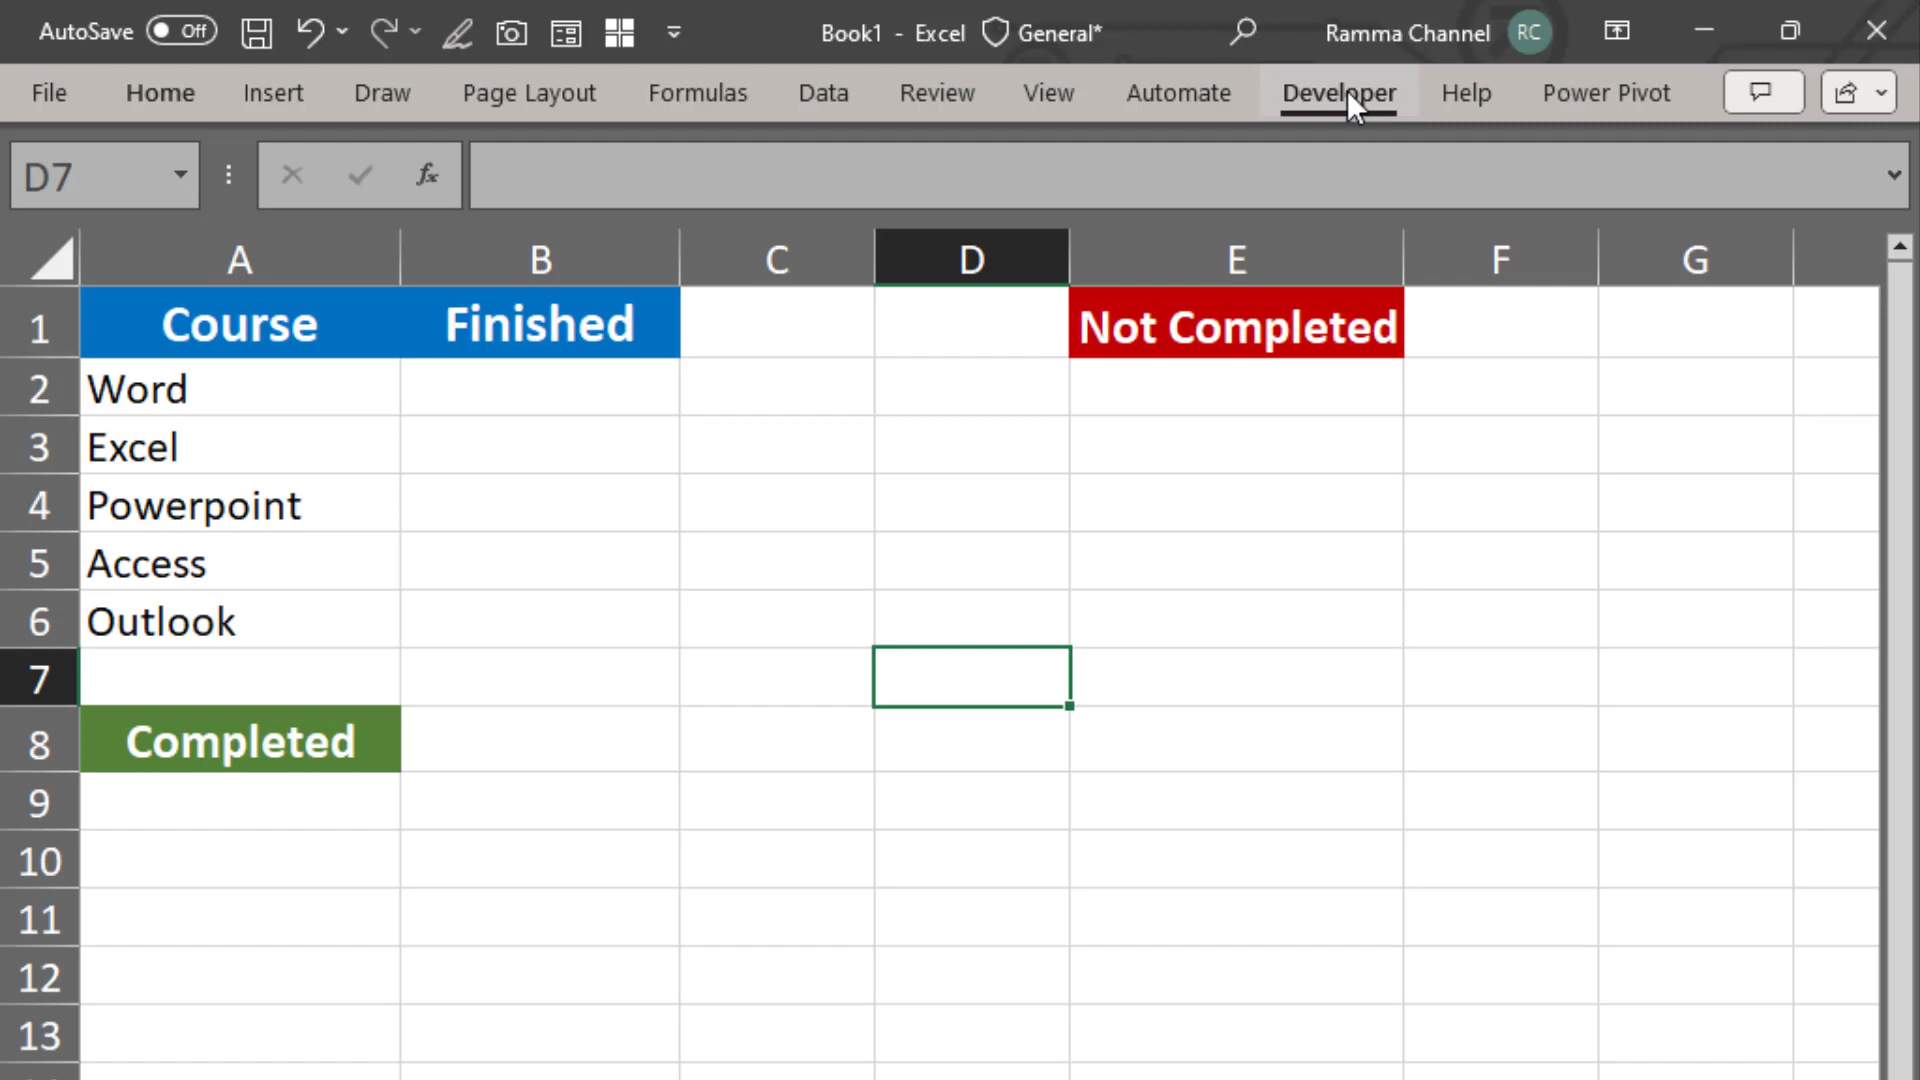 AutoSave Off Book1 - Excel General* Ramma Channel RC
File Home Insert Draw Page Layout Formulas Data Review View Automate Developer Help Power Pivot
D7 fx
A B C D E F G
1 Course Finished Not Completed
2 Word
3 Excel
4 Powerpoint
5 Access
6 Outlook
7
8 Completed
9
10
11
12
13